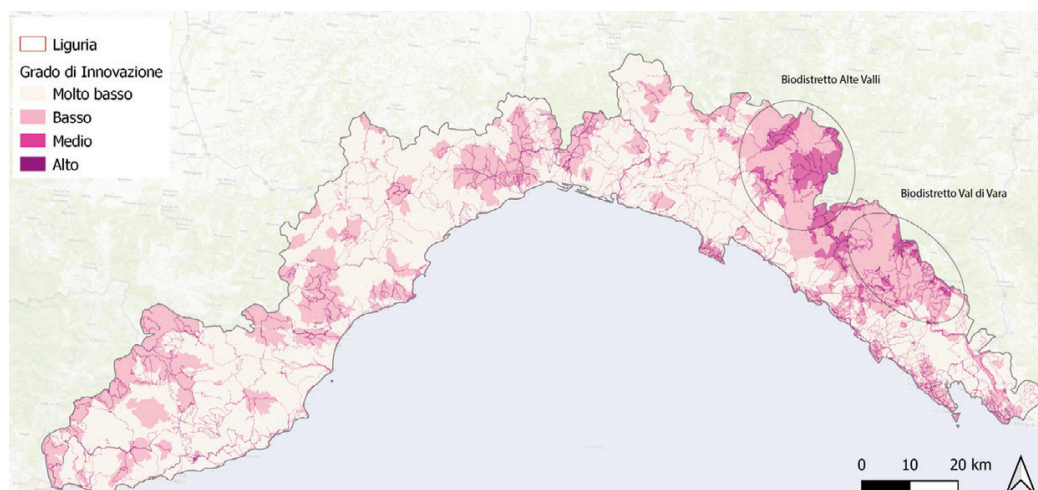 Liguria
Grado di Innovazione
Molto basso
Basso
Medio
Alto
Biodistretto Alte Valli
Biodistretto Val di Vara
0 10 20 km